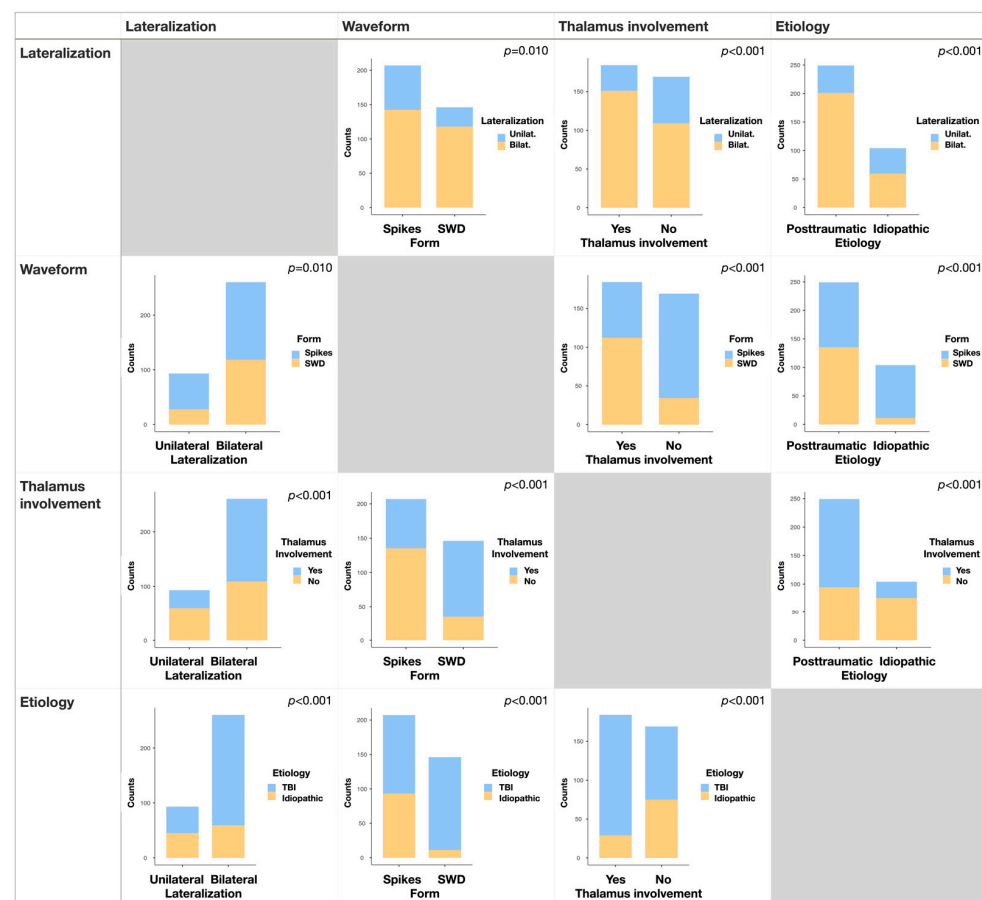 Lateralization Waveform Thalamus involvement Etiology
Lateralization
p=0.010
200
150
100
50
0
Counts
Lateralization
Unilat.
Bilat.
Spikes SWD
Form
p<0.001
150
100
50
0
Counts
Lateralization
Unilat.
Bilat.
Yes No
Thalamus involvement
p<0.001
250
200
150
100
50
0
Counts
Lateralization
Unilat.
Bilat.
Posttraumatic Idiopathic
Etiology
Waveform
p=0.010
200
100
0
Counts
Form
Spikes
SWD
Unilateral Bilateral
Lateralization
p<0.001
150
100
50
0
Counts
Form
Spikes
SWD
Yes No
Thalamus involvement
p<0.001
250
200
150
100
50
0
Counts
Form
Spikes
SWD
Posttraumatic Idiopathic
Etiology
Thalamus
involvement
p<0.001
200
100
0
Counts
Thalamus
Involvement
Yes
No
Unilateral Bilateral
Lateralization
p<0.001
200
150
100
50
0
Counts
Thalamus
Involvement
Yes
No
Spikes SWD
Form
p<0.001
250
200
150
100
50
0
Counts
Thalamus
Involvement
Yes
No
Posttraumatic Idiopathic
Etiology
Etiology
p<0.001
200
100
0
Counts
Etiology
TBI
Idiopathic
Unilateral Bilateral
Lateralization
p<0.001
200
150
100
50
0
Counts
Etiology
TBI
Idiopathic
Spikes SWD
Form
p<0.001
150
100
50
0
Counts
Etiology
TBI
Idiopathic
Yes No
Thalamus involvement